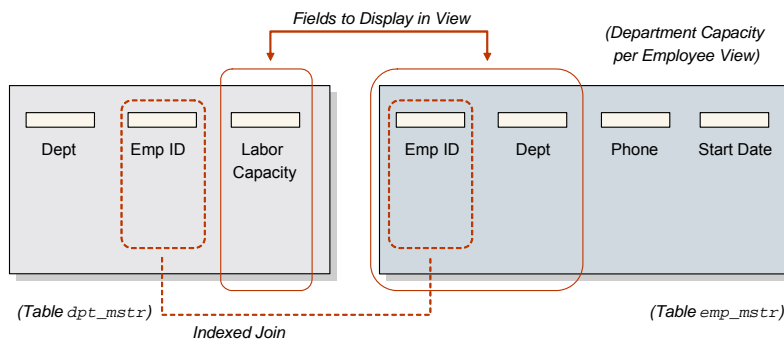 Fields to Display in View
(Department Capacity
per Employee View)
Dept
Emp ID
Labor
Capacity
Emp ID
Dept
Phone
Start Date
(Table dpt_mstr)
(Table emp_mstr)
Indexed Join